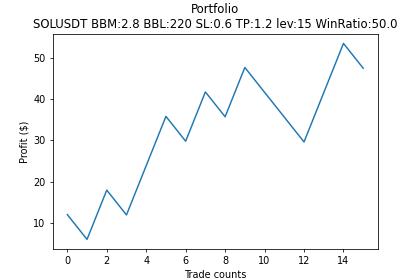 Portfolio
SOLUSDT BBM:2.8 BBL:220 SL:0.6 TP:1.2 lev:15 WinRatio:50.0
50
40
30
20
10
Profit ($)
0 2 4 6 8 10 12 14
Trade counts